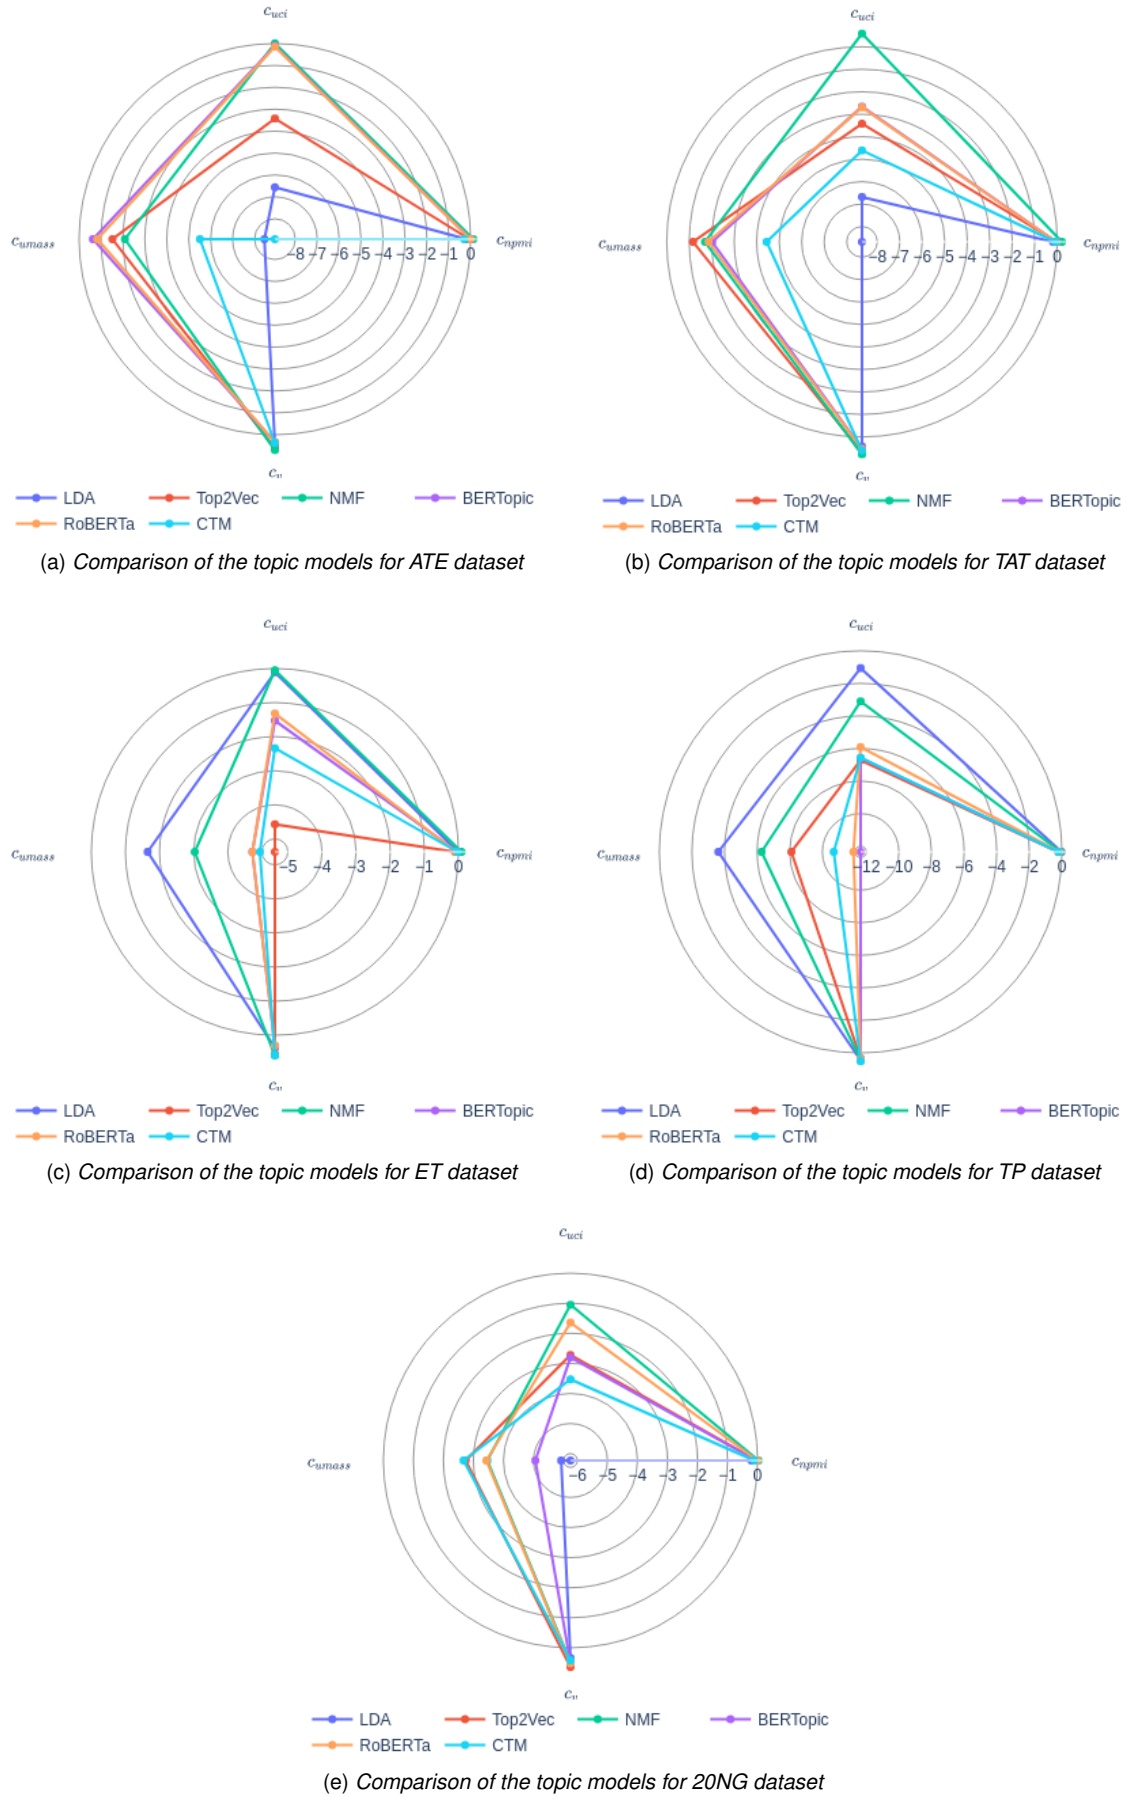 c_uci
c_umass
−8 −7 −6 −5 −4 −3 −2 −1 0
c_npmi
c_v
LDA Top2Vec NMF BERTopic
RoBERTa CTM
(a) Comparison of the topic models for ATE dataset
c_uci
c_umass
−8 −7 −6 −5 −4 −3 −2 −1 0
c_npmi
c_v
LDA Top2Vec NMF BERTopic
RoBERTa CTM
(b) Comparison of the topic models for TAT dataset
c_uci
c_umass
−5 −4 −3 −2 −1 0
c_npmi
c_v
LDA Top2Vec NMF BERTopic
RoBERTa CTM
(c) Comparison of the topic models for ET dataset
c_uci
c_umass
−12 −10 −8 −6 −4 −2 0
c_npmi
c_v
LDA Top2Vec NMF BERTopic
RoBERTa CTM
(d) Comparison of the topic models for TP dataset
c_uci
c_umass
−6 −5 −4 −3 −2 −1 0
c_npmi
c_v
LDA Top2Vec NMF BERTopic
RoBERTa CTM
(e) Comparison of the topic models for 20NG dataset